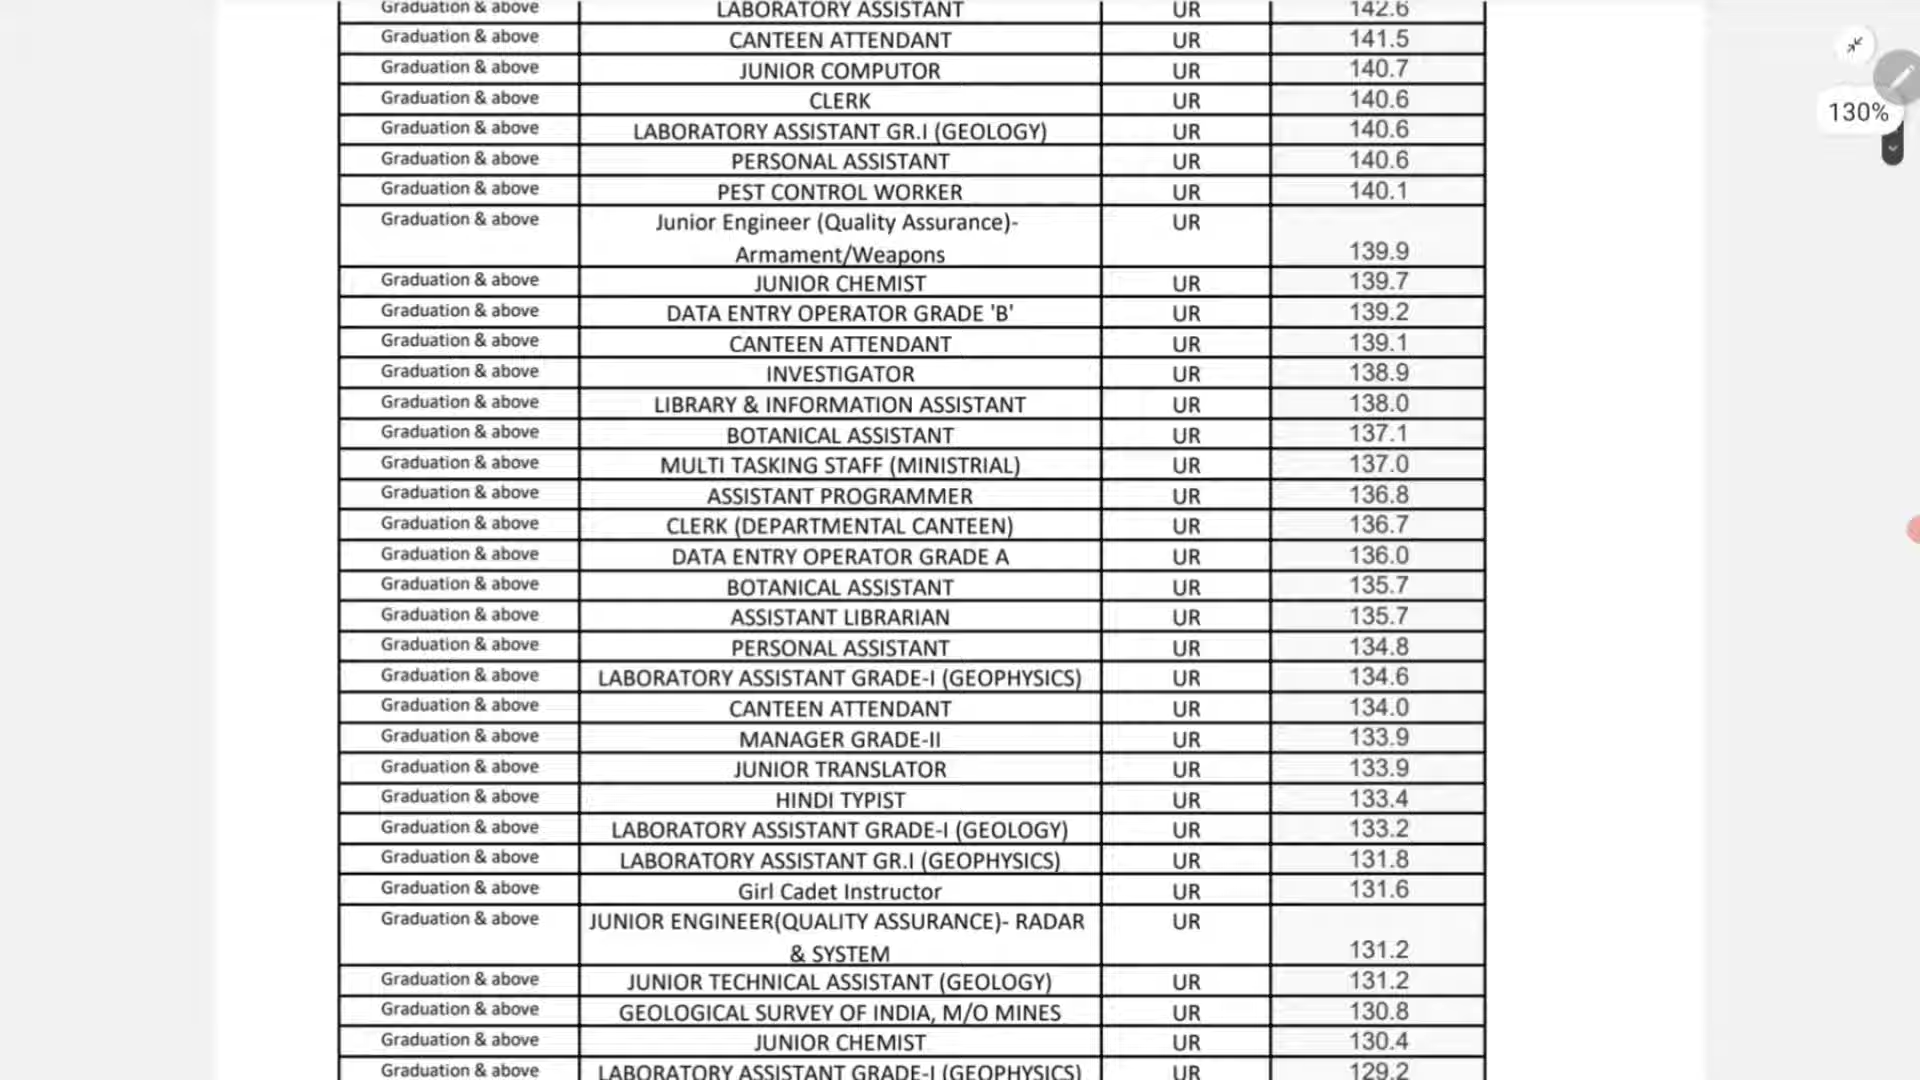 Graduation & above LABORATORY ASSISTANT UR 142.6
Graduation & above CANTEEN ATTENDANT UR 141.5
Graduation & above JUNIOR COMPUTOR UR 140.7
Graduation & above CLERK UR 140.6
Graduation & above LABORATORY ASSISTANT GR.I (GEOLOGY) UR 140.6
Graduation & above PERSONAL ASSISTANT UR 140.6
Graduation & above PEST CONTROL WORKER UR 140.1
Graduation & above Junior Engineer (Quality Assurance)- UR
Armament/Weapons 139.9
Graduation & above JUNIOR CHEMIST UR 139.7
Graduation & above DATA ENTRY OPERATOR GRADE 'B' UR 139.2
Graduation & above CANTEEN ATTENDANT UR 139.1
Graduation & above INVESTIGATOR UR 138.9
Graduation & above LIBRARY & INFORMATION ASSISTANT UR 138.0
Graduation & above BOTANICAL ASSISTANT UR 137.1
Graduation & above MULTI TASKING STAFF (MINISTRIAL) UR 137.0
Graduation & above ASSISTANT PROGRAMMER UR 136.8
Graduation & above CLERK (DEPARTMENTAL CANTEEN) UR 136.7
Graduation & above DATA ENTRY OPERATOR GRADE A UR 136.0
Graduation & above BOTANICAL ASSISTANT UR 135.7
Graduation & above ASSISTANT LIBRARIAN UR 135.7
Graduation & above PERSONAL ASSISTANT UR 134.8
Graduation & above LABORATORY ASSISTANT GRADE-I (GEOPHYSICS) UR 134.6
Graduation & above CANTEEN ATTENDANT UR 134.0
Graduation & above MANAGER GRADE-II UR 133.9
Graduation & above JUNIOR TRANSLATOR UR 133.9
Graduation & above HINDI TYPIST UR 133.4
Graduation & above LABORATORY ASSISTANT GRADE-I (GEOLOGY) UR 133.2
Graduation & above LABORATORY ASSISTANT GR.I (GEOPHYSICS) UR 131.8
Graduation & above Girl Cadet Instructor UR 131.6
Graduation & above JUNIOR ENGINEER(QUALITY ASSURANCE)- RADAR UR
& SYSTEM 131.2
Graduation & above JUNIOR TECHNICAL ASSISTANT (GEOLOGY) UR 131.2
Graduation & above GEOLOGICAL SURVEY OF INDIA, M/O MINES UR 130.8
Graduation & above JUNIOR CHEMIST UR 130.4
Graduation & above LABORATORY ASSISTANT GRADE-I (GEOPHYSICS) UR 129.2
130%